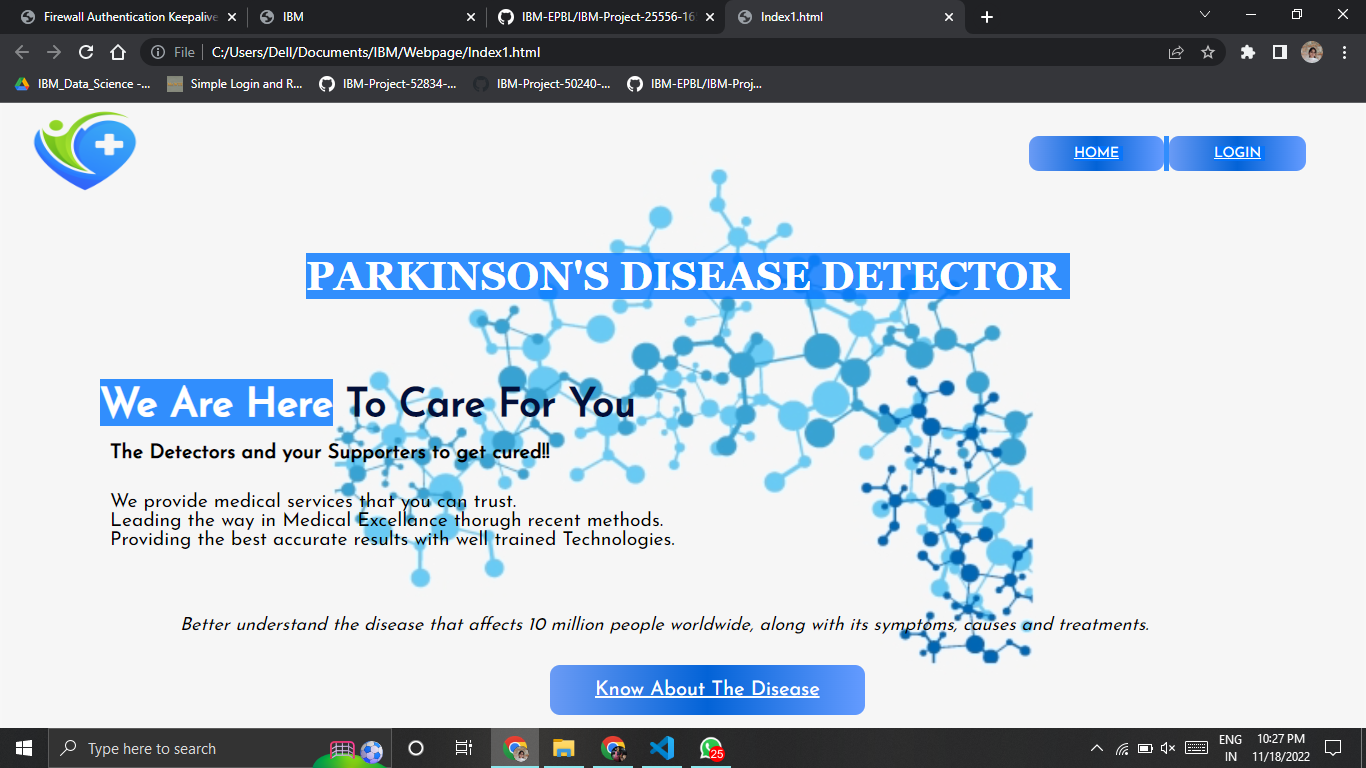 Firewall Authentication Keepalive
IBM
IBM-EPBL/IBM-Project-25556-16
Index1.html
File
C:/Users/Dell/Documents/IBM/Webpage/Index1.html
IBM_Data_Science -...
Simple Login and R...
IBM-Project-52834-...
IBM-Project-50240-...
IBM-EPBL/IBM-Proj...
HOME
LOGIN
PARKINSON'S DISEASE DETECTOR
We Are Here To Care For You
The Detectors and your Supporters to get cured!!
We provide medical services that you can trust.
Leading the way in Medical Excellance thorugh recent methods.
Providing the best accurate results with well trained Technologies.
Better understand the disease that affects 10 million people worldwide, along with its symptoms, causes and treatments.
Know About The Disease
Type here to search
25
ENG
IN
10:27 PM
11/18/2022